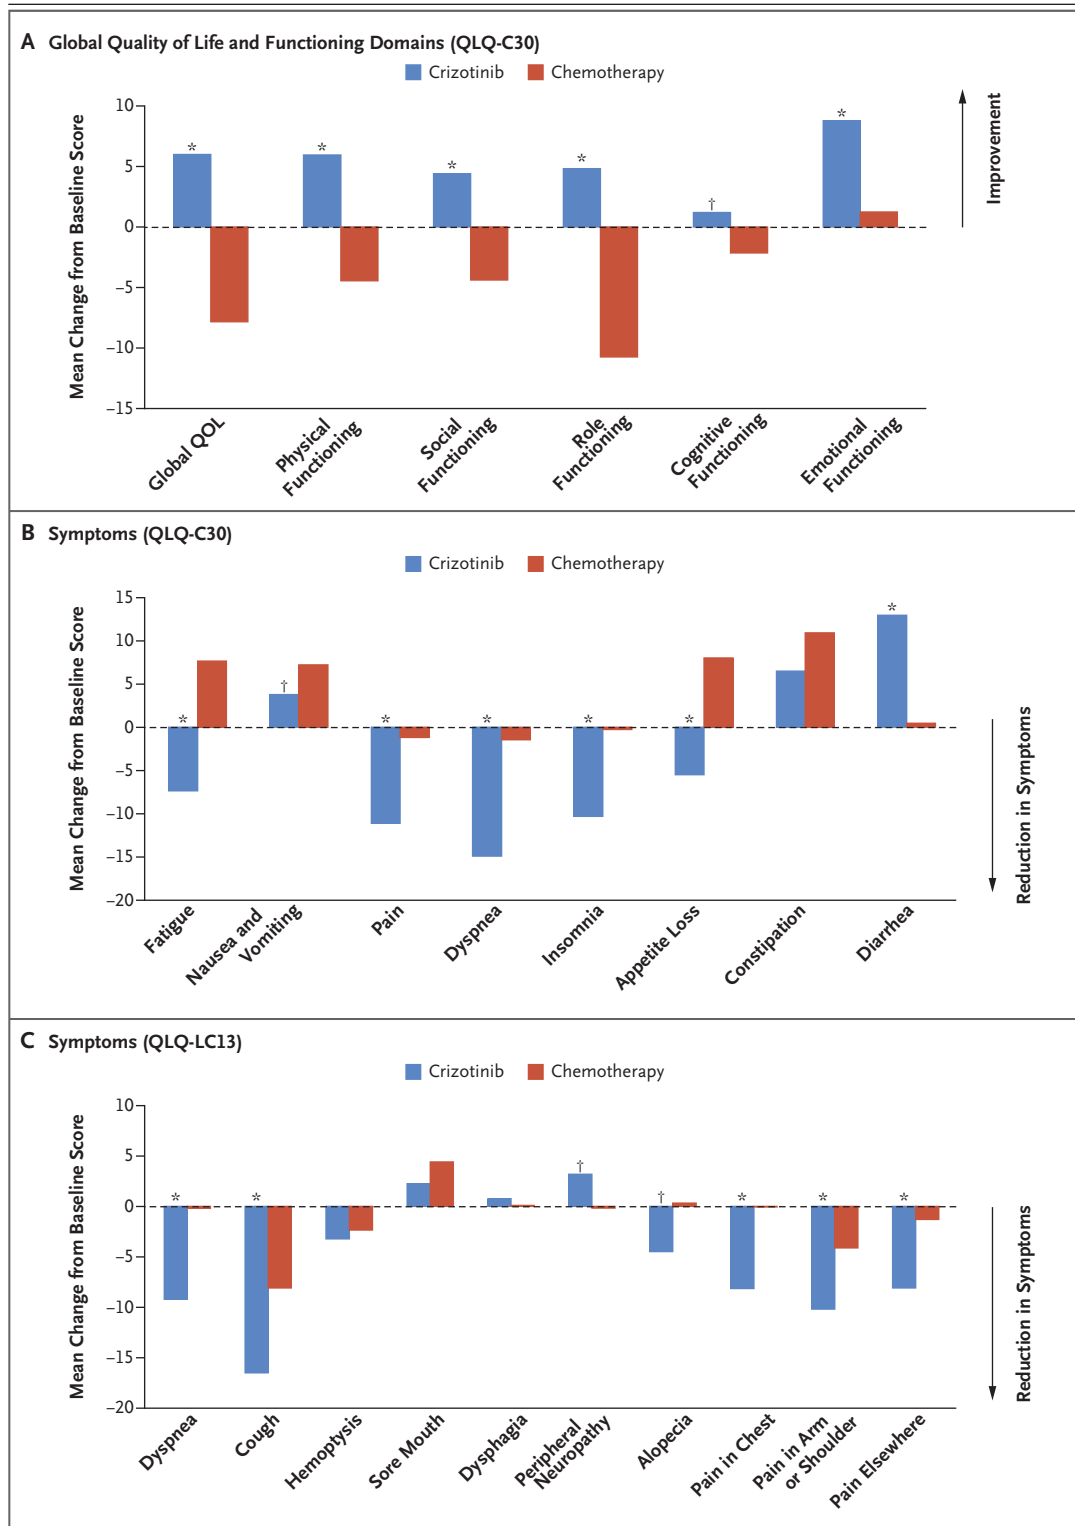 A Global Quality of Life and Functioning Domains (QLQ-C30)
Crizotinib Chemotherapy
Mean Change from Baseline Score
10
5
0
−5
−10
−15
* * * * † *
Improvement
Global QOL
Physical
Functioning
Social
Functioning
Role
Functioning
Cognitive
Functioning
Emotional
Functioning
B Symptoms (QLQ-C30)
Crizotinib Chemotherapy
Mean Change from Baseline Score
15
10
5
0
−5
−10
−15
−20
* † * * * * *
Reduction in Symptoms
Fatigue
Nausea and
Vomiting
Pain
Dyspnea
Insomnia
Appetite Loss
Constipation
Diarrhea
C Symptoms (QLQ-LC13)
Crizotinib Chemotherapy
Mean Change from Baseline Score
10
5
0
−5
−10
−15
−20
* * † † * * *
Reduction in Symptoms
Dyspnea
Cough
Hemoptysis
Sore Mouth
Dysphagia
Peripheral
Neuropathy
Alopecia
Pain in Chest
Pain in Arm
or Shoulder
Pain Elsewhere